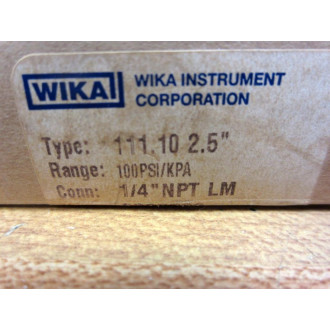 WIKA
WIKA INSTRUMENT
CORPORATION
Type: 111.10 2.5"
Range: 100PSI/KPA
Conn: 1/4" NPT LM